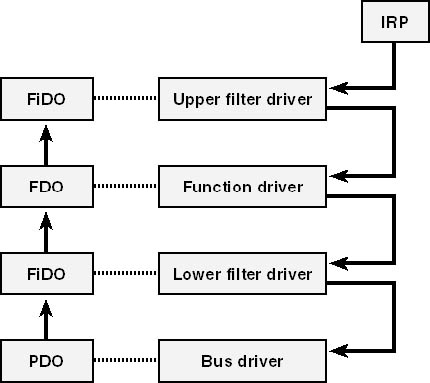 IRP
FiDO
Upper filter driver
FDO
Function driver
FiDO
Lower filter driver
PDO
Bus driver